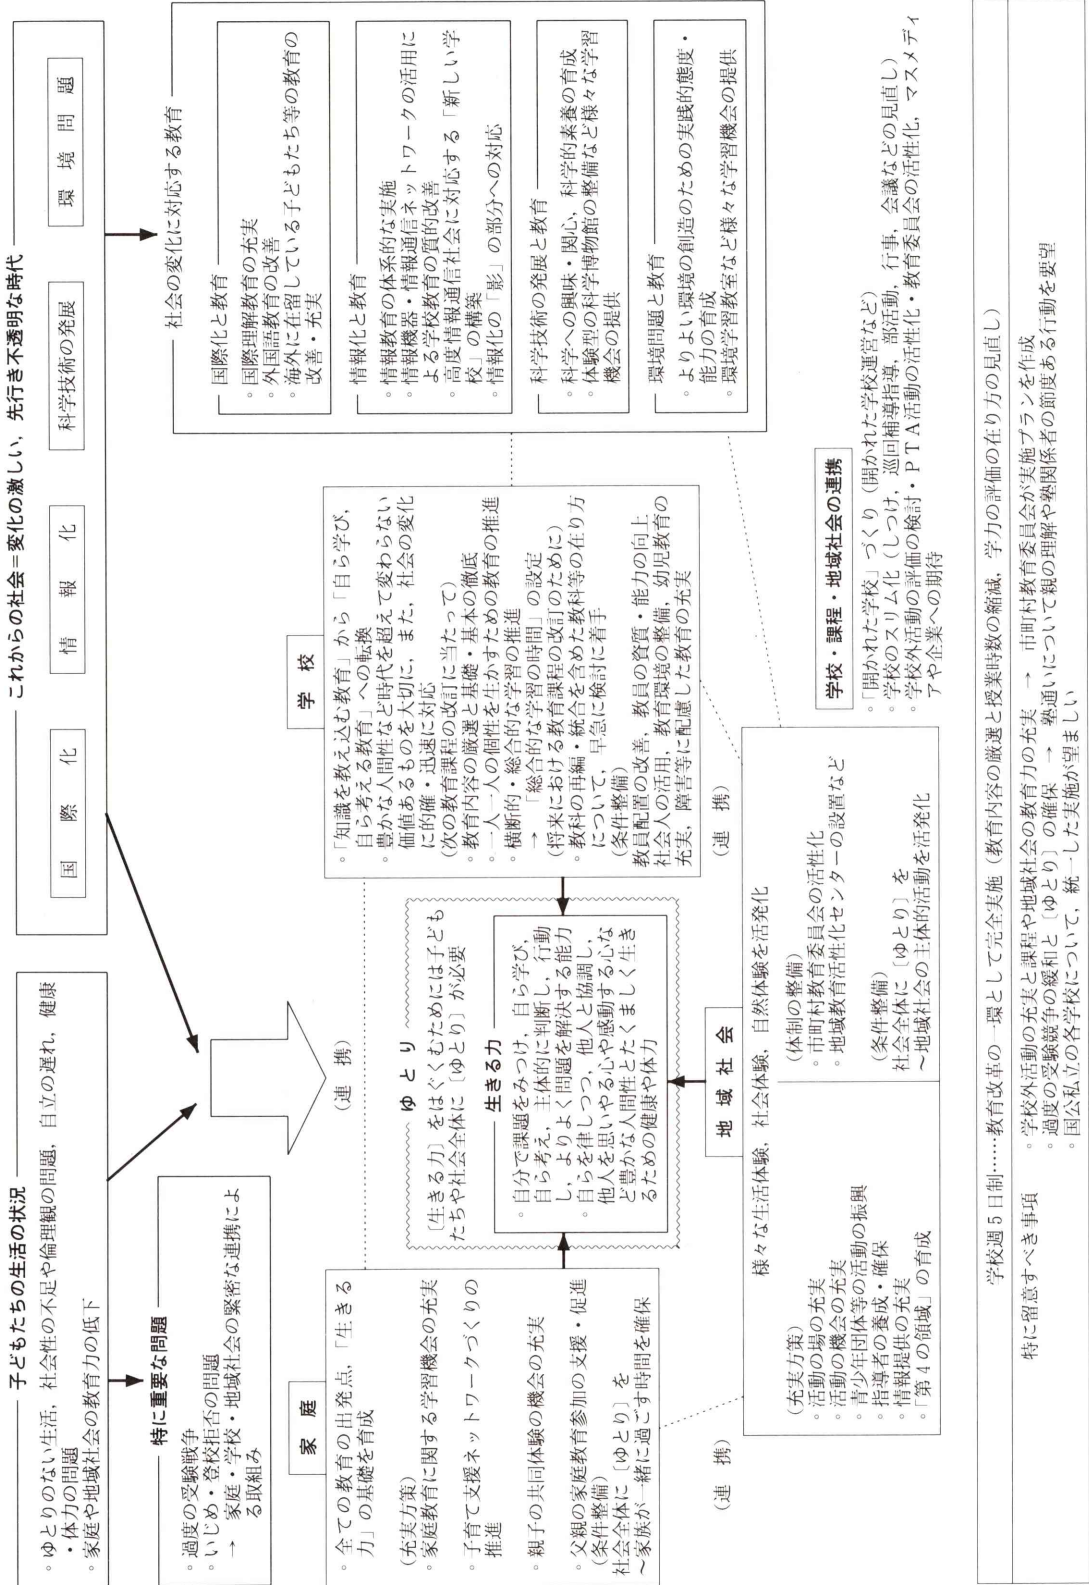 子どもたちの生活の状況
◦ ゆとりのない生活，社会性の不足や倫理観の問題，自立の遅れ，健康
・体力の問題
◦ 家庭や地域社会の教育力の低下
これからの社会＝変化の激しい，先行き不透明な時代
国際化
情報化
科学技術の発展
環境問題
特に重要な問題
◦ 過度の受験戦争
◦ いじめ・登校拒否の問題
→ 家庭・学校・地域社会の緊密な連携によ
る取組み
社会の変化に対応する教育
国際化と教育
◦ 国際理解教育の充実
◦ 外国語教育の改善
◦ 海外に在留している子どもたち等の教育の
改善・充実
情報化と教育
◦ 情報教育の体系的な実施
◦ 情報機器・情報通信ネットワークの活用に
よる学校教育の質的改善
◦ 高度情報通信社会に対応する「新しい学
校」の構築
◦ 情報化の「影」の部分への対応
科学技術の発展と教育
◦ 科学への興味・関心，科学的素養の育成
◦ 体験型の科学博物館の整備など様々な学習
機会の提供
環境問題と教育
◦ よりよい環境の創造のための実践的態度・
能力の育成
◦ 環境学習教室など様々な学習機会の提供
(連　携)
家　庭
◦ 全ての教育の出発点，「生きる
力」の基礎を育成
(充実方策)
◦ 家庭教育に関する学習機会の充実
◦ 子育て支援ネットワークづくりの
推進
◦ 親子の共同体験の機会の充実
◦ 父親の家庭教育参加の支援・促進
(条件整備)
社会全体に〔ゆとり〕を
～家族が一緒に過ごす時間を確保
ゆとり
〔生きる力〕をはぐくむためには子ども
たちや社会全体に〔ゆとり〕が必要
生きる力
◦ 自分で課題をみつけ，自ら学び，
自ら考え，主体的に判断し，行動
し，よりよく問題を解決する能力
◦ 自らを律しつつ，他人と協調し，
他人を思いやる心や感動する心な
ど豊かな人間性とたくましく生き
るための健康や体力
学　校
◦「知識を教え込む教育」から「自ら学び，
自ら考える教育」への転換
◦ 豊かな人間性など時代を超えて変わらない
価値あるものを大切に，また，社会の変化
に的確・迅速に対応
(次の教育課程の改訂に当たって)
◦ 教育内容の厳選と基礎・基本の徹底
◦ 一人一人の個性を生かすための教育の推進
◦ 横断的・総合的な学習の推進
→ 「総合的な学習の時間」の設定
(将来における教育課程の改訂のために)
◦ 教科の再編・統合を含めた教科等の在り方
について，早急に検討に着手
(条件整備)
教員配置の改善，教員の資質・能力の向上
社会人の活用，教育環境の整備，幼児教育の
充実，障害等に配慮した教育の充実
(連　携)
(連　携)
地域社会
様々な生活体験，社会体験，自然体験を活発化
(充実方策)
◦ 活動の場の充実
◦ 活動の機会の充実
◦ 青少年団体等の活動の振興
◦ 指導者の養成・確保
◦ 情報提供の充実
◦「第4の領域」の育成
(体制の整備)
◦ 市町村教育委員会の活性化
◦ 地域教育活性化センターの設置など
(条件整備)
社会全体に〔ゆとり〕を
～地域社会の主体的活動を活発化
学校・課程・地域社会の連携
◦「開かれた学校」づくり（開かれた学校運営など）
◦ 学校のスリム化（しつけ，巡回補導指導，部活動，行事，会議などの見直し）
◦ 学校外活動の評価の検討・ＰＴＡ活動の活性化・教育委員会の活性化，マスメディ
アや企業への期待
学校週5日制……教育改革の一環として完全実施（教育内容の厳選と授業時数の縮減，学力の評価の在り方の見直し）
特に留意すべき事項
◦ 学校外活動の充実と課程や地域社会の教育力の充実 → 市町村教育委員会が実施プランを作成
◦ 過度の受験競争の緩和と〔ゆとり〕の確保 → 塾通いについて親の理解や塾関係者の節度ある行動を要望
◦ 国公私立の各学校について，統一した実施が望ましい